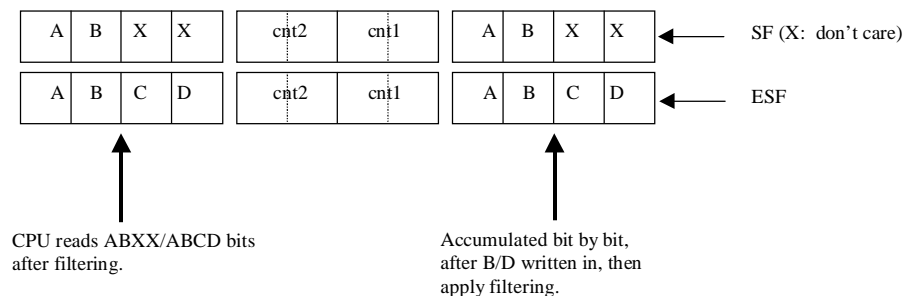 A B X X cnt2 cnt1 A B X X SF (X: don't care)
A B C D cnt2 cnt1 A B C D ESF
CPU reads ABXX/ABCD bits
after filtering.
Accumulated bit by bit,
after B/D written in, then
apply filtering.